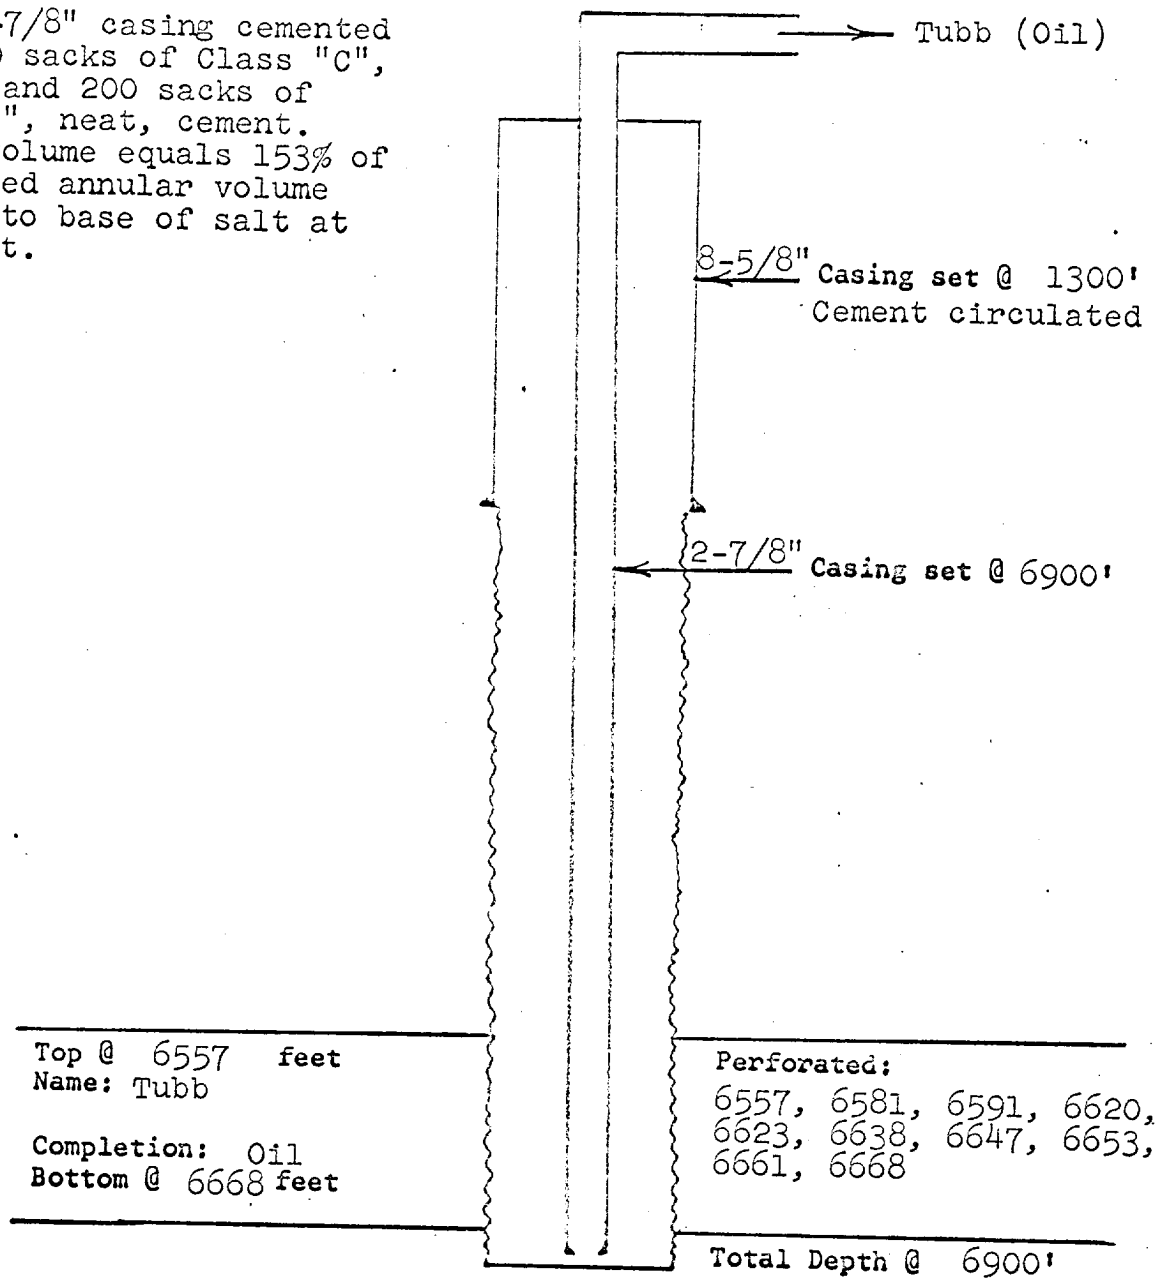 -7/8" casing cemented
sacks of Class "C",
and 200 sacks of
", neat, cement.
olume equals 153% of
ed annular volume
to base of salt at
t.
Tubb (Oil)
8-5/8" Casing set @ 1300'
Cement circulated
2-7/8" Casing set @ 6900'
Top @ 6557 feet
Name: Tubb
Completion: Oil
Bottom @ 6668 feet
Perforated:
6557, 6581, 6591, 6620,
6623, 6638, 6647, 6653,
6661, 6668
Total Depth @ 6900'